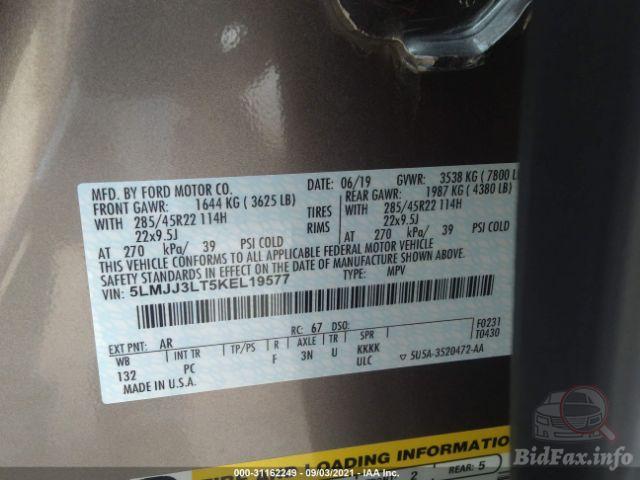 MFD. BY FORD MOTOR CO.
DATE: 06/19 GVWR: 3538 KG ( 7800 L
FRONT GAWR: 1644 KG ( 3625 LB) REAR GAWR: 1987 KG ( 4380 LB)
WITH 285/45R22 114H TIRES WITH 285/45R22 114H
22x9.5J RIMS 22x9.5J
AT 270 kPa/ 39 PSI COLD AT 270 kPa/ 39 PSI COLD
THIS VEHICLE CONFORMS TO ALL APPLICABLE FEDERAL MOTOR VEHICLE
SAFETY STANDARDS IN EFFECT ON THE DATE OF MANUFACTURE SHOWN ABOVE.
VIN: 5LMJJ3LT5KEL19577 TYPE: MPV
F0231
T0430
EXT PNT: AR RC: 67 DSO:
WB INT TR TP/PS R AXLE TR SPR
132 PC F 3N U KKKK
ULC
5U5A-3520472-AA
MADE IN U.S.A.
LOADING INFORMATION
2 REAR: 5
000-31162249 - 09/03/2021 - IAA Inc.
BidFax.info